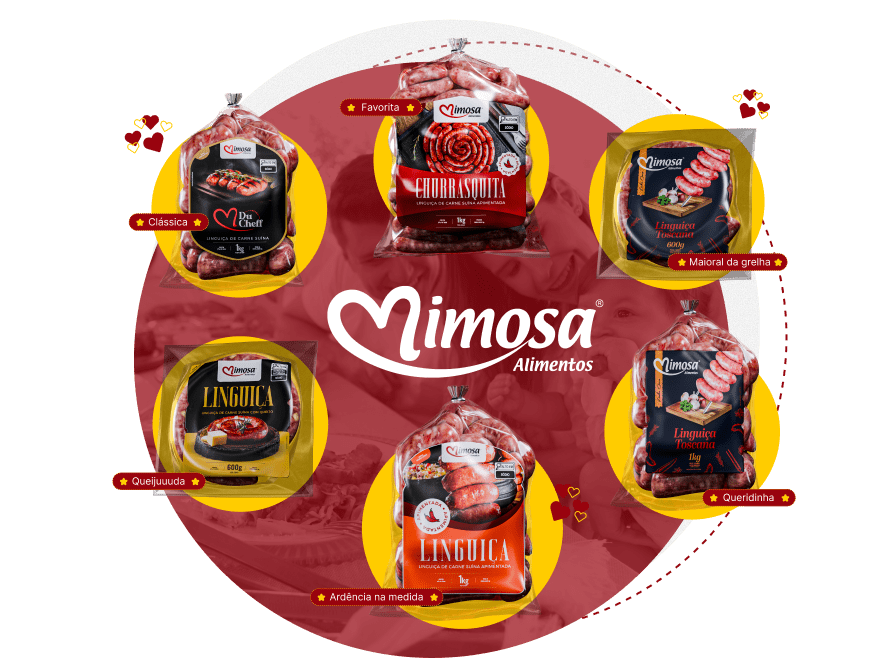 Favorita
Mimosa
CHURRASQUITA
LINGUIÇA DE CARNE SUÍNA APIMENTADA
1kg
Clássica
Mimosa
Du
Cheff
LINGUIÇA DE CARNE SUÍNA
1kg
Mimosa
Linguiça
Toscana
600g
Maioral da grelha
Mimosa®
Alimentos
Mimosa
LINGUIÇA
LINGUIÇA DE CARNE SUÍNA COM QUEIJO
600g
Queijuuuda
Mimosa
Linguiça
Toscana
1kg
Queridinha
Mimosa
APIMENTADA
LINGUIÇA
LINGUIÇA DE CARNE SUÍNA APIMENTADA
1kg
Ardência na medida